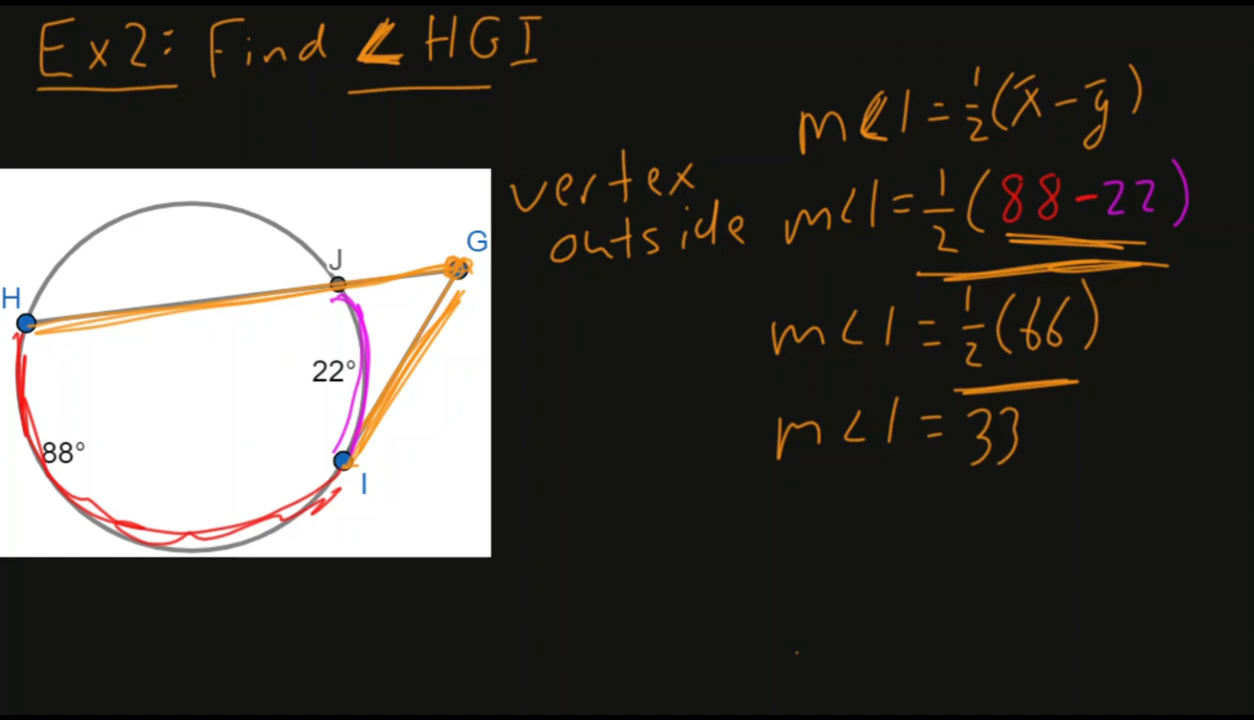 Ex2: Find ∠HGI
m∠1 = 1/2(x̄ - ȳ)
vertex
outside
m∠1 = 1/2(88-22)
m∠1 = 1/2(66)
m∠1 = 33
G
J
H
22°
88°
I